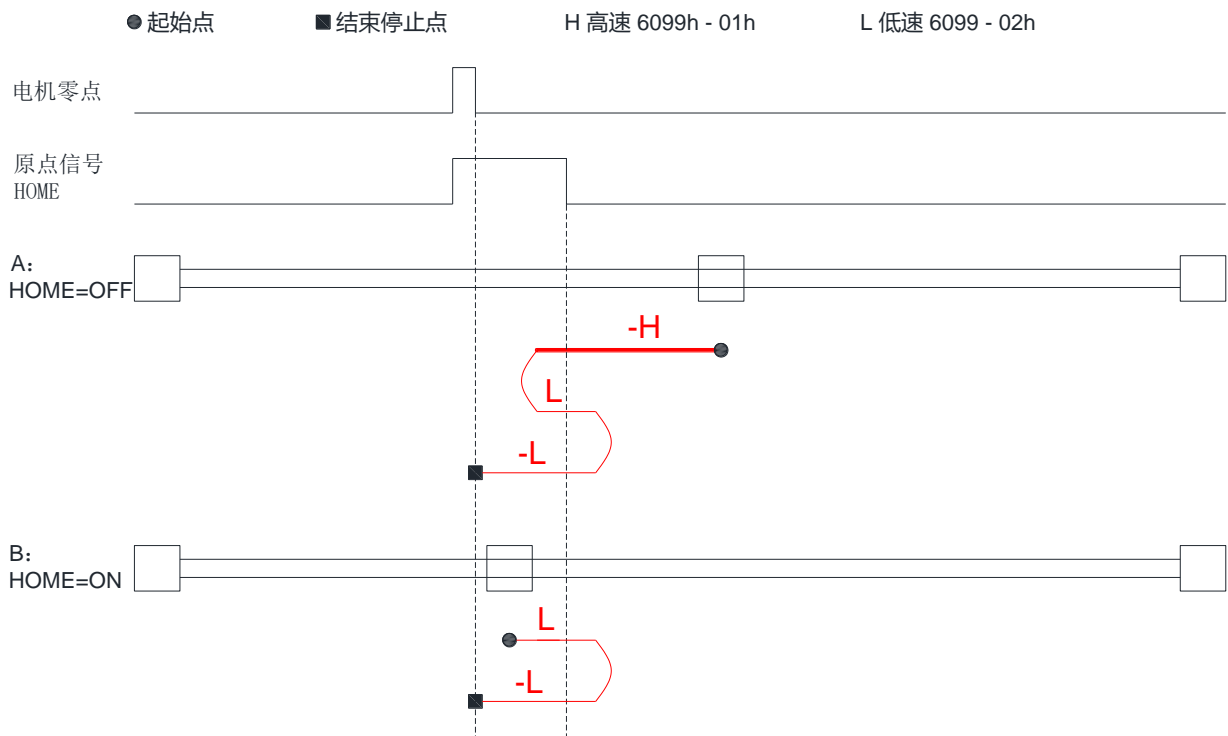 起始点 结束停止点 H 高速 6099h - 01h L 低速 6099 - 02h
电机零点
原点信号
HOME
A:
HOME=OFF
-H
L
-L
B:
HOME=ON
L
-L